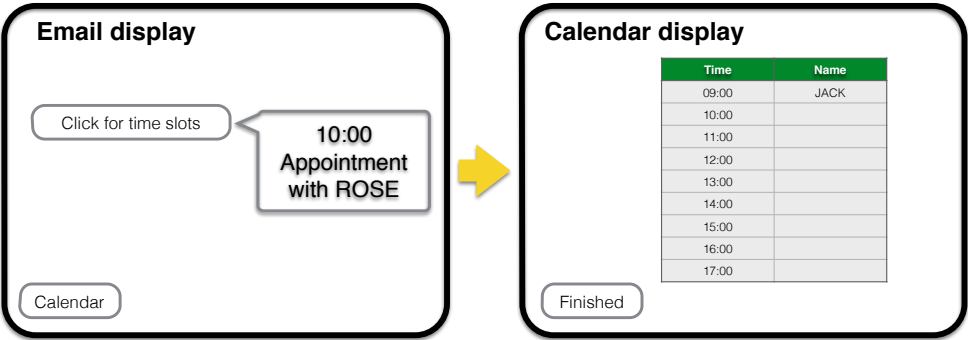 Email display
Click for time slots
10:00
Appointment
with ROSE
Calendar
Calendar display
Time Name
09:00 JACK
10:00
11:00
12:00
13:00
14:00
15:00
16:00
17:00
Finished